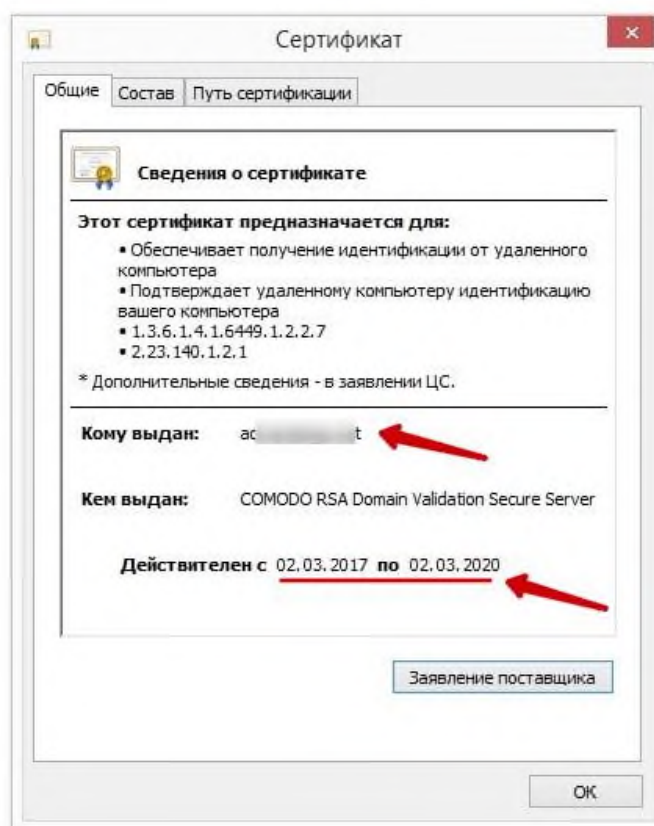 Сертификат
Общие Состав Путь сертификации
Сведения о сертификате
Этот сертификат предназначается для:
• Обеспечивает получение идентификации от удаленного
компьютера
• Подтверждает удаленному компьютеру идентификацию
вашего компьютера
• 1.3.6.1.4.1.6449.1.2.2.7
• 2.23.140.1.2.1
* Дополнительные сведения - в заявлении ЦС.
Кому выдан:
Кем выдан: COMODO RSA Domain Validation Secure Server
Действителен с 02.03.2017 по 02.03.2020
Заявление поставщика
ОК